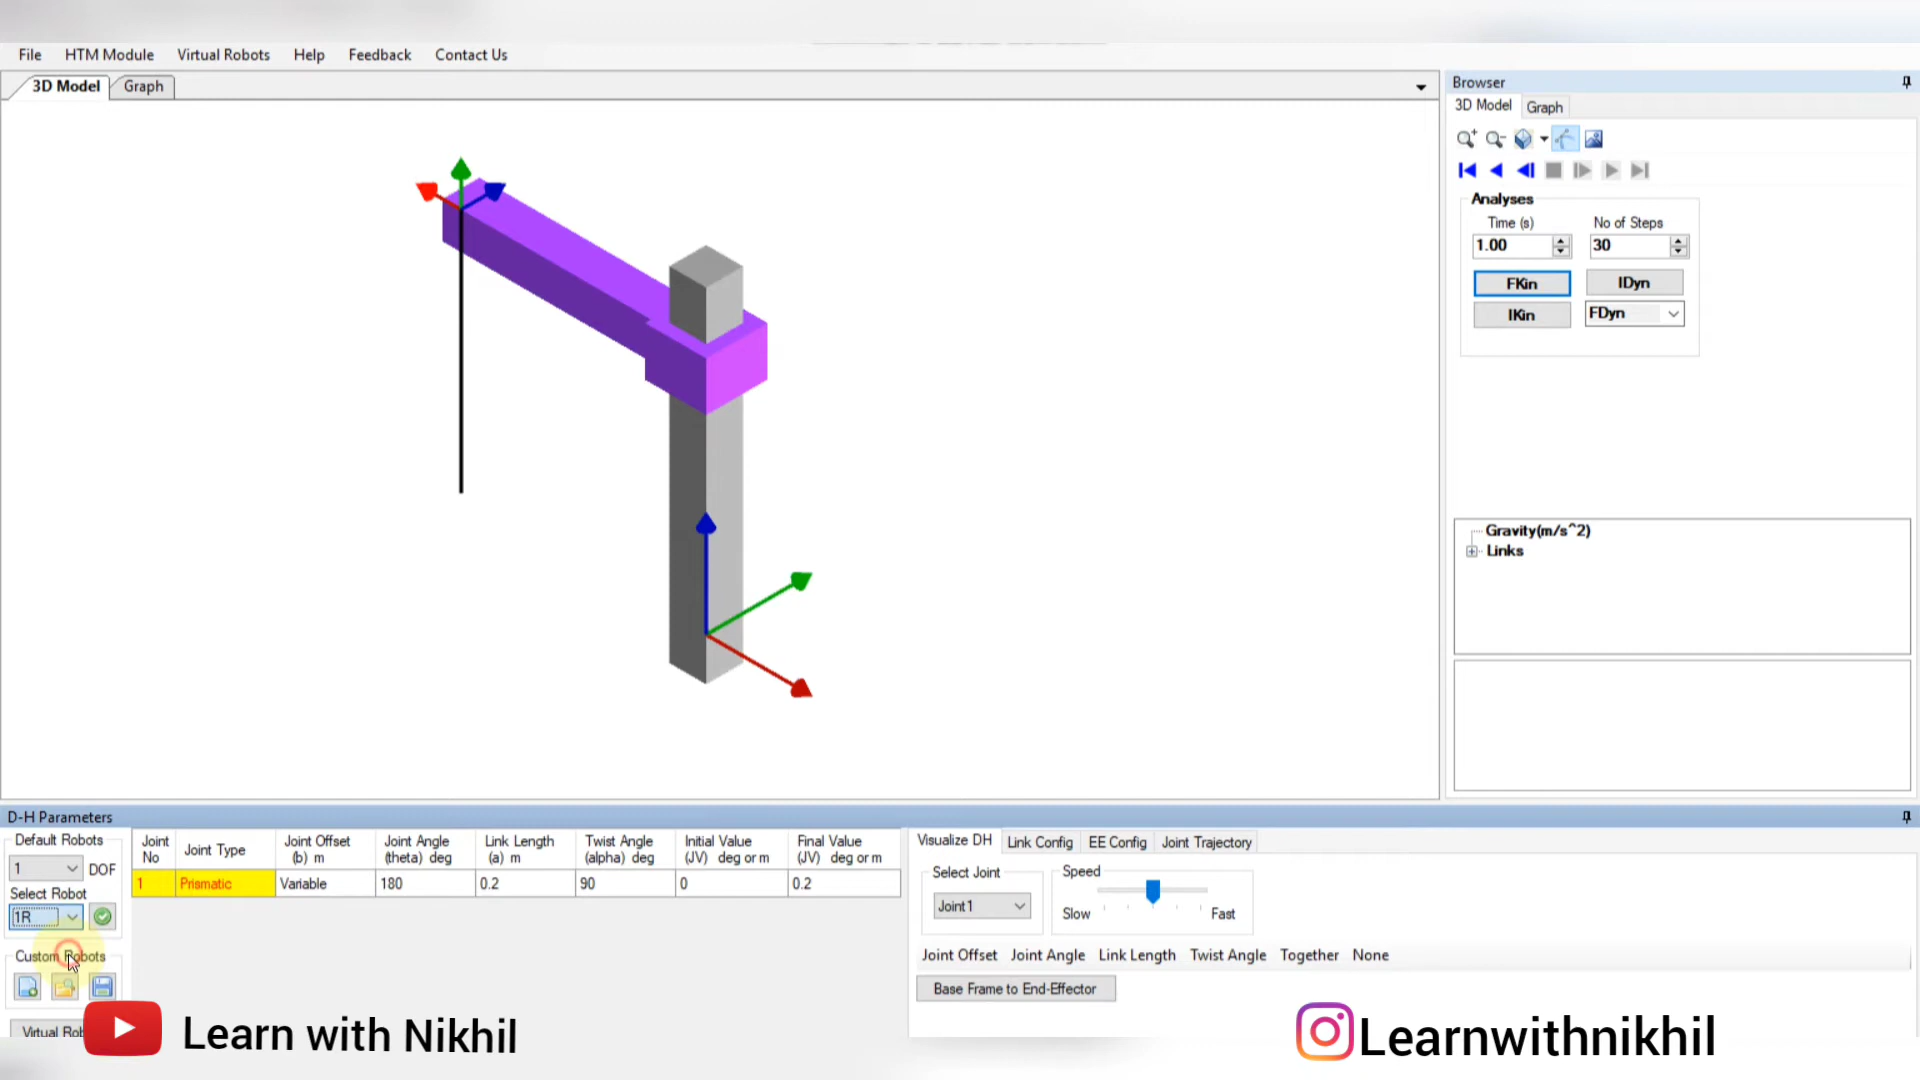 File HTM Module Virtual Robots Help Feedback Contact Us
3D Model Graph
Browser
3D Model Graph
Analyses
Time (s) No of Steps
1.00 30
FKin IDyn
IKin FDyn
Gravity(m/s^2)
Links
D-H Parameters
Default Robots
1 DOF
Select Robot
1R
Custom Robots
Virtual Rob
Joint No Joint Type Joint Offset (b) m Joint Angle (theta) deg Link Length (a) m Twist Angle (alpha) deg Initial Value (JV) deg or m Final Value (JV) deg or m
1 Prismatic Variable 180 0.2 90 0 0.2
Visualize DH Link Config EE Config Joint Trajectory
Select Joint Speed
Joint1
Slow Fast
Joint Offset Joint Angle Link Length Twist Angle Together None
Base Frame to End-Effector
Learn with Nikhil
Learnwithnikhil